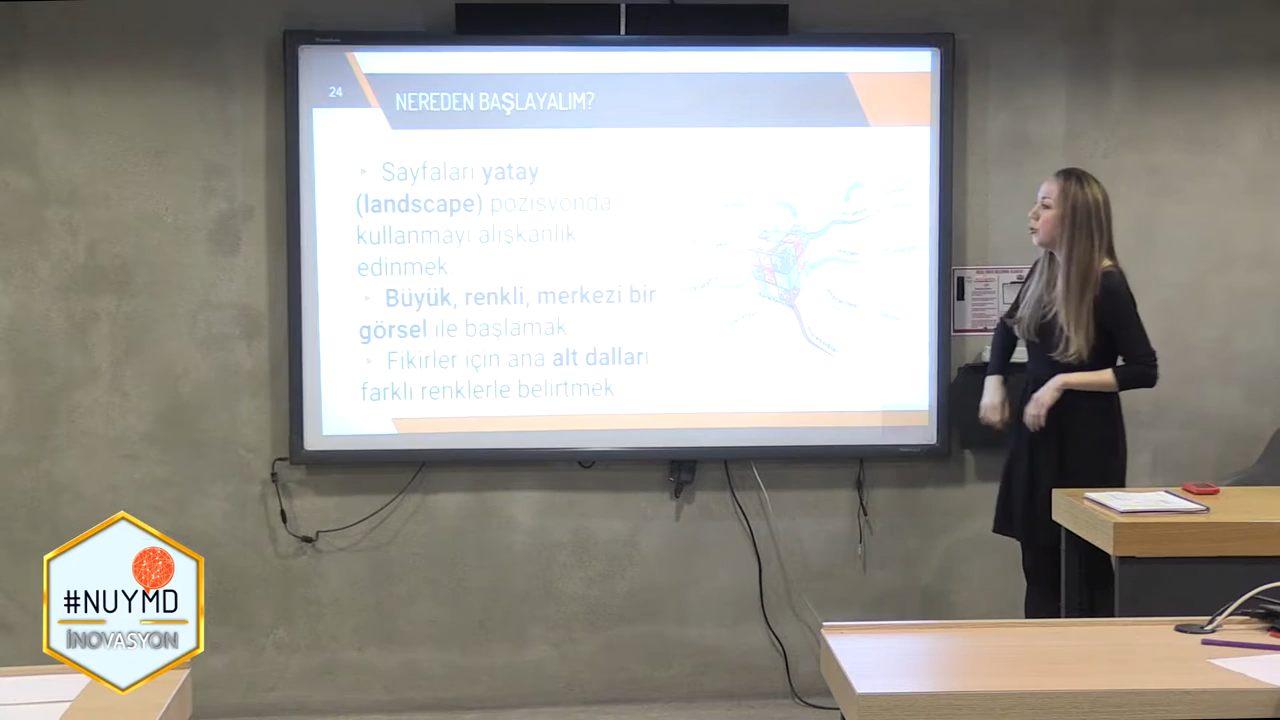 24
NEREDEN BAŞLAYALIM?
Sayfaları yatay
(landscape) pozisyonda
kullanmayı alışkanlık
edinmek.
Büyük, renkli, merkezi bir
görsel ile başlamak
Fikirler için ana alt dalları
farklı renklerle belirtmek
#NUYMD
İNOVASYON